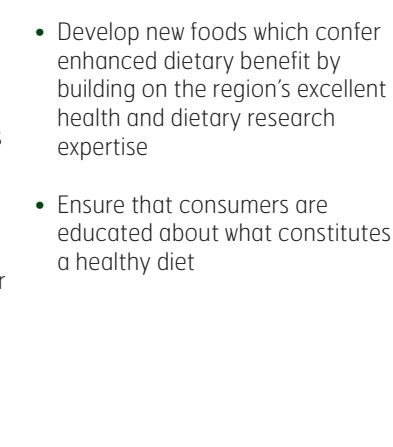 • Develop new foods which confer
enhanced dietary benefit by
building on the region's excellent
health and dietary research
expertise
• Ensure that consumers are
educated about what constitutes
a healthy diet